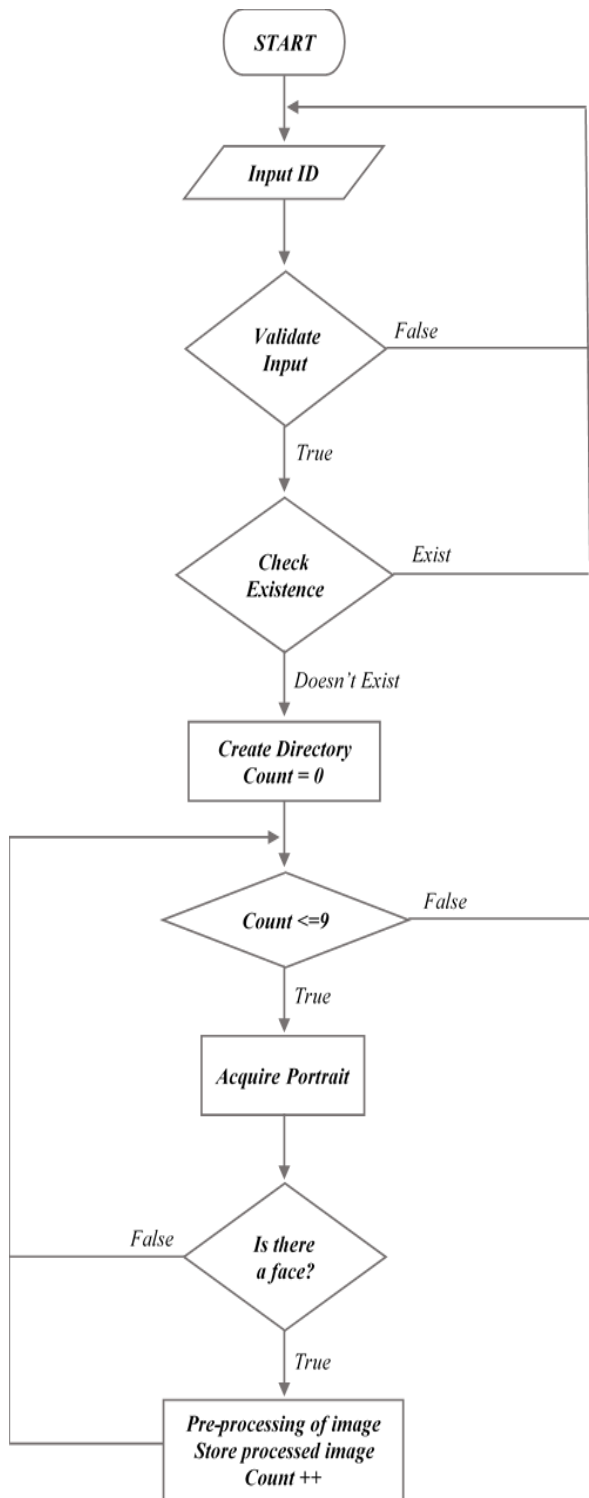 START
Input ID
Validate
Input
False
True
Check
Existence
Exist
Doesn't Exist
Create Directory
Count = 0
Count <=9
False
True
Acquire Portrait
Is there
a face?
False
True
Pre-processing of image
Store processed image
Count ++